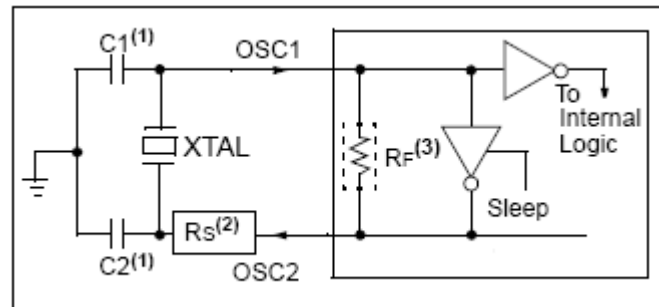 C1(1)
OSC1
To
Internal
Logic
XTAL
RF(3)
Sleep
RS(2)
C2(1)
OSC2